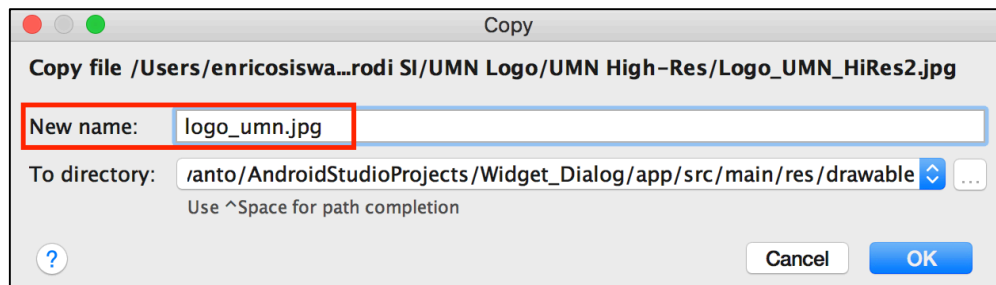 Copy
Copy file /Users/enricosiswa...rodi SI/UMN Logo/UMN High-Res/Logo_UMN_HiRes2.jpg
New name: logo_umn.jpg
To directory: vanto/AndroidStudioProjects/Widget_Dialog/app/src/main/res/drawable ...
Use ^Space for path completion
? Cancel OK